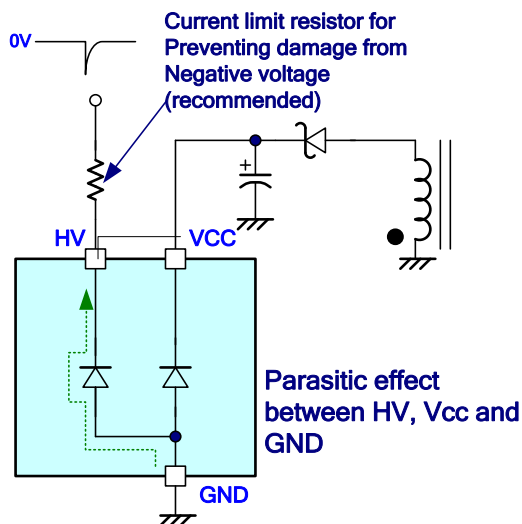 Current limit resistor for
0V
Preventing damage from
Negative voltage
(recommended)
+
HV
VCC
Parasitic effect
between HV, Vcc and
GND
GND